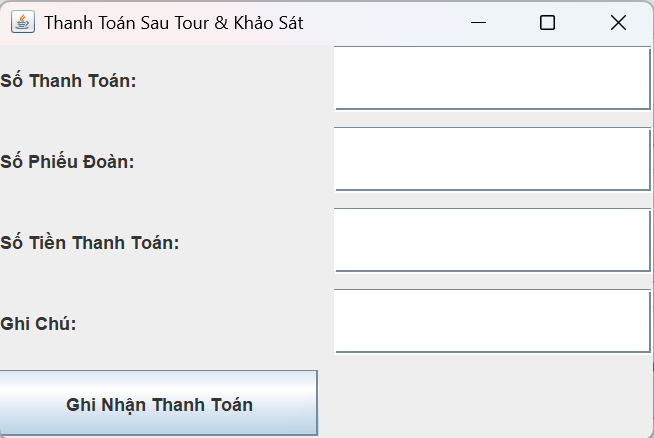 Thanh Toán Sau Tour & Khảo Sát
Số Thanh Toán:
Số Phiếu Đoàn:
Số Tiền Thanh Toán:
Ghi Chú:
Ghi Nhận Thanh Toán